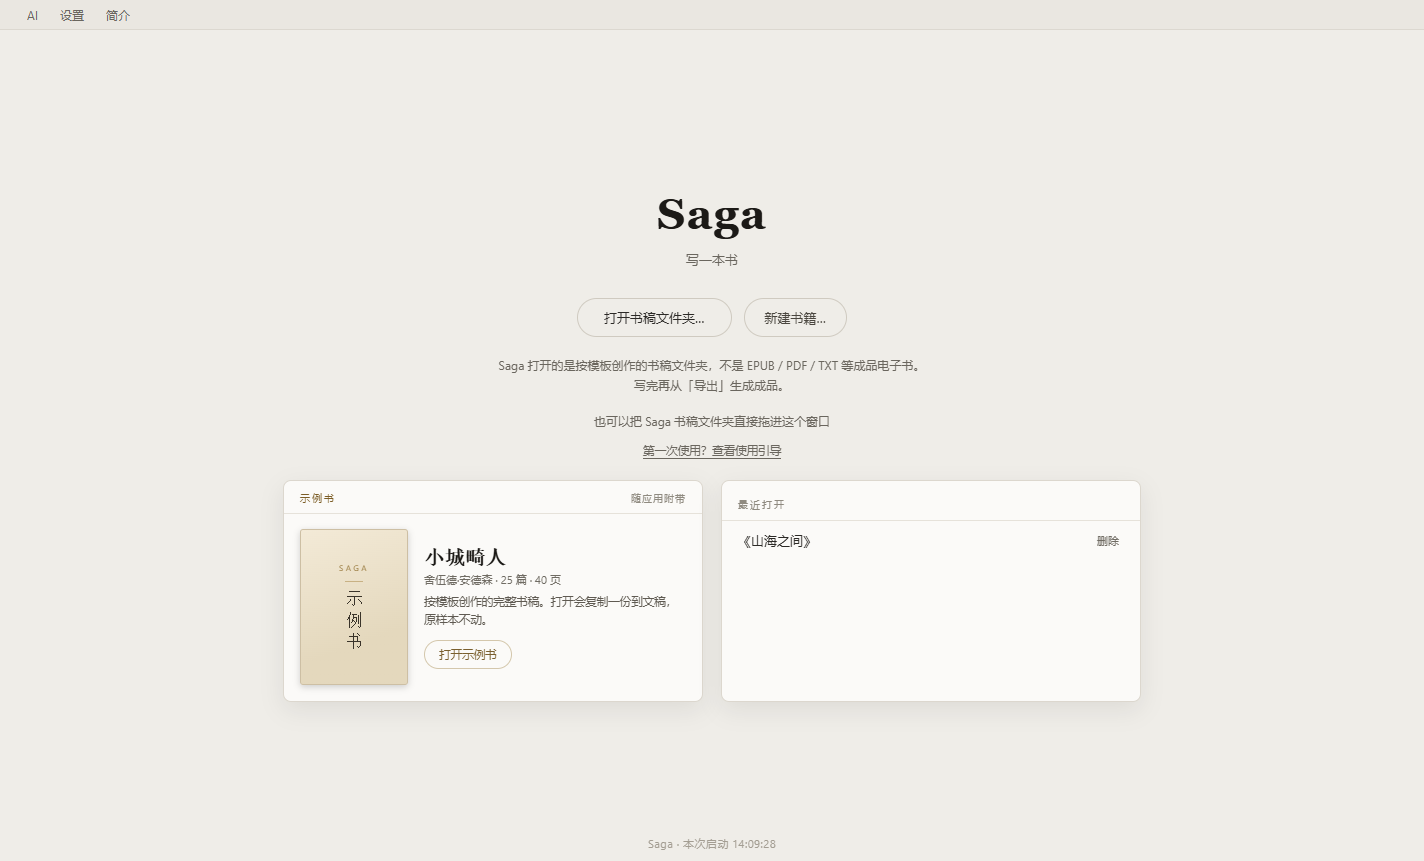 AI 设置 简介
Saga
写一本书
打开书稿文件夹... 新建书籍...
Saga 打开的是按模板创作的书稿文件夹，不是 EPUB / PDF / TXT 等成品电子书。
写完再从「导出」生成成品。
也可以把 Saga 书稿文件夹直接拖进这个窗口
第一次使用？查看使用引导
示例书 随应用附带
SAGA
示
例
书
小城畸人
舍伍德·安德森 · 25 篇 · 40 页
按模板创作的完整书稿。打开会复制一份到文稿，
原样本不动。
打开示例书
最近打开
《山海之间》 删除
Saga · 本次启动 14:09:28